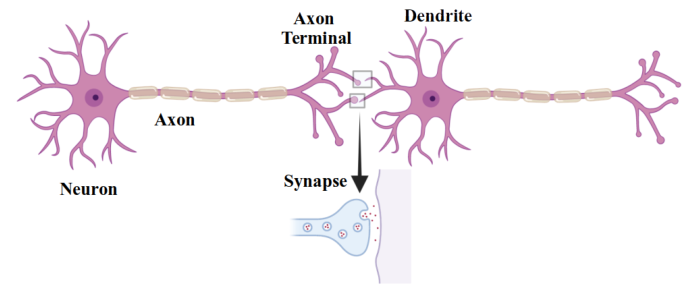 Axon
Terminal
Dendrite
Axon
Neuron
Synapse